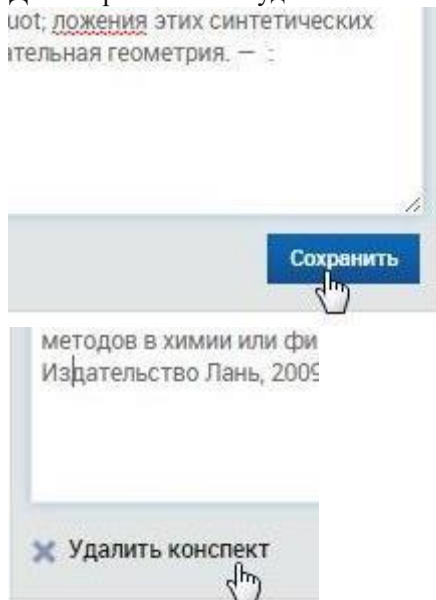 uot; ложения этих синтетических
ательная геометрия. — :
Сохранить
методов в химии или фи
Издательство Лань, 2009
Удалить конспект